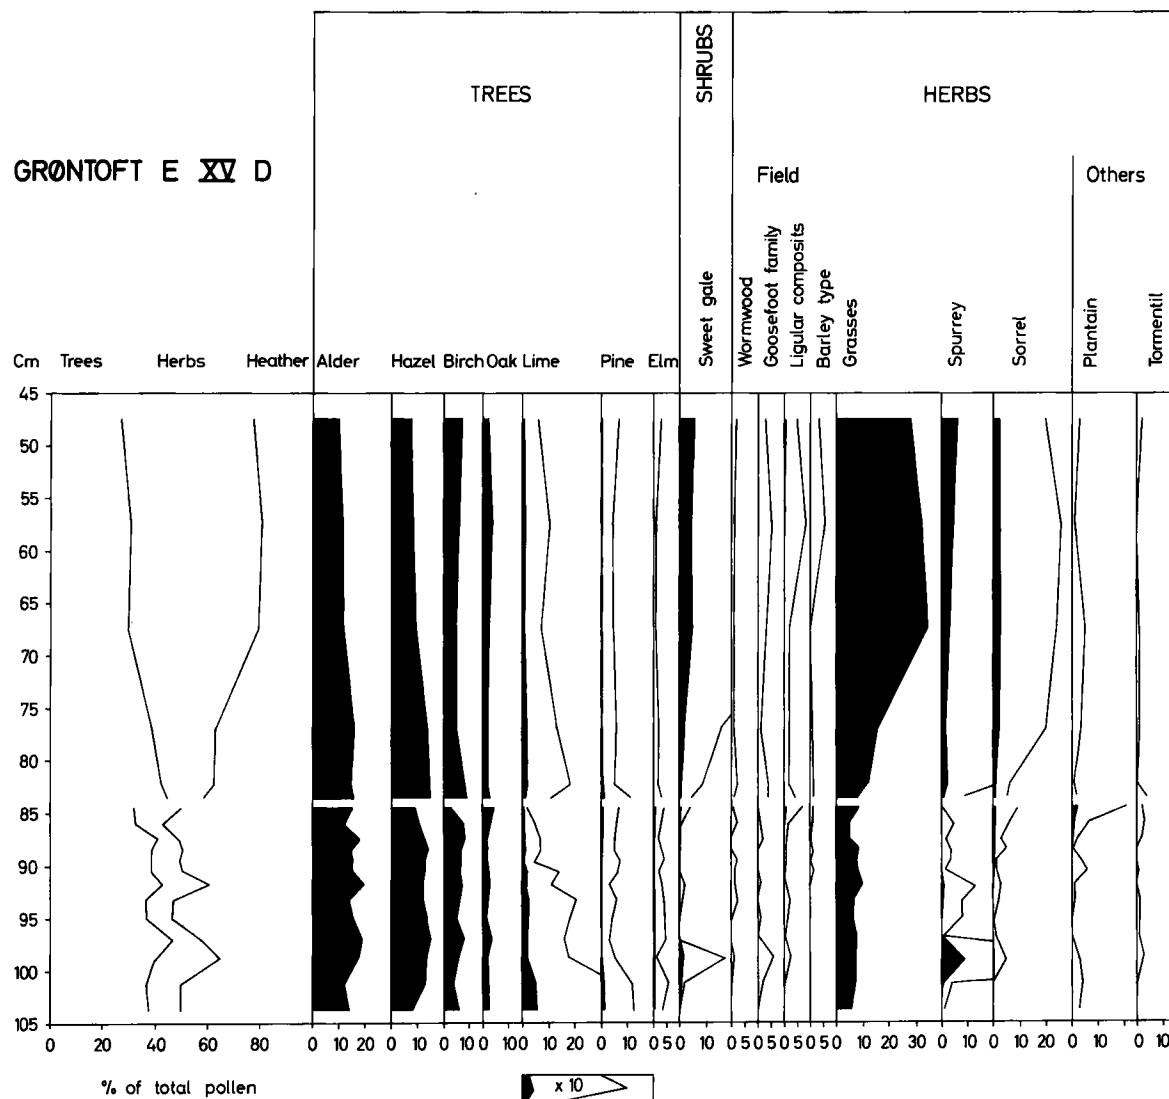 TREES
SHRUBS
HERBS
GRØNTOFT E XV D
Field
Others
Cm
Trees
Herbs
Heather
Alder
Hazel
Birch
Oak
Lime
Pine
Elm
Sweet gale
Wormwood
Goosefoot family
Ligular composits
Barley type
Grasses
Spurrey
Sorrel
Plantain
Tormentil
45
50
55
60
65
70
75
80
85
90
95
100
105
0 20 40 60 80 0 10 20 0 10 0 10 0 10 0 10 20 0 10 0 5 0 10 0 5 0 5 0 5 0 5 0 10 20 30 0 10 0 10 20 0 10 0 10
% of total pollen
x 10